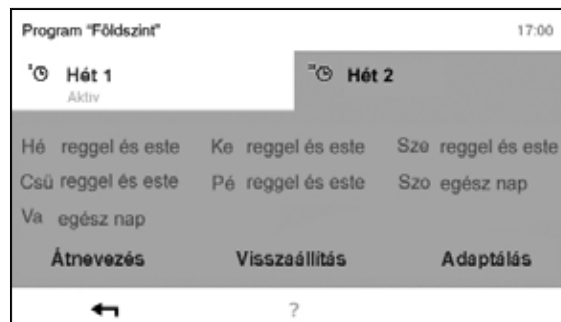 Program "Földszint" 17:00
Hét 1 Hét 2
Aktiv
Hé reggel és este Ke reggel és este Sze reggel és este
Csü reggel és este Pé reggel és este Szo egész nap
Va egész nap
Átnevezés Visszaállítás Adaptálás
?